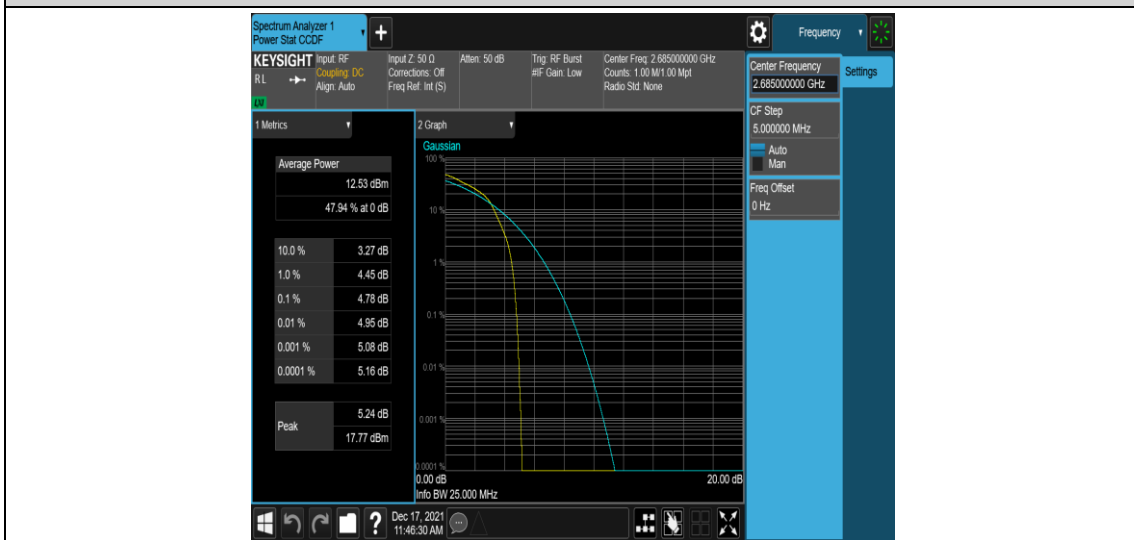 Spectrum Analyzer 1
Power Stat CCDF
+
Frequency
KEYSIGHT
Input: RF
Input Z: 50 Ω
Atten: 50 dB
Trig: RF Burst
Center Freq: 2.685000000 GHz
RL
Coupling: DC
Corrections: Off
#IF Gain: Low
Counts: 1.00 M/1.00 Mpt
Align: Auto
Freq Ref: Int (S)
Radio Std: None
Center Frequency
2.685000000 GHz
Settings
CF Step
5.000000 MHz
Auto
Man
Freq Offset
0 Hz
1 Metrics
Average Power
12.53 dBm
47.94 % at 0 dB
10.0 % 3.27 dB
1.0 % 4.45 dB
0.1 % 4.78 dB
0.01 % 4.95 dB
0.001 % 5.08 dB
0.0001 % 5.16 dB
Peak
5.24 dB
17.77 dBm
2 Graph
Gaussian
100 %
10 %
1 %
0.1 %
0.01 %
0.001 %
0.0001 %
0.00 dB 20.00 dB
Info BW 25.000 MHz
?
Dec 17, 2021
11:46:30 AM